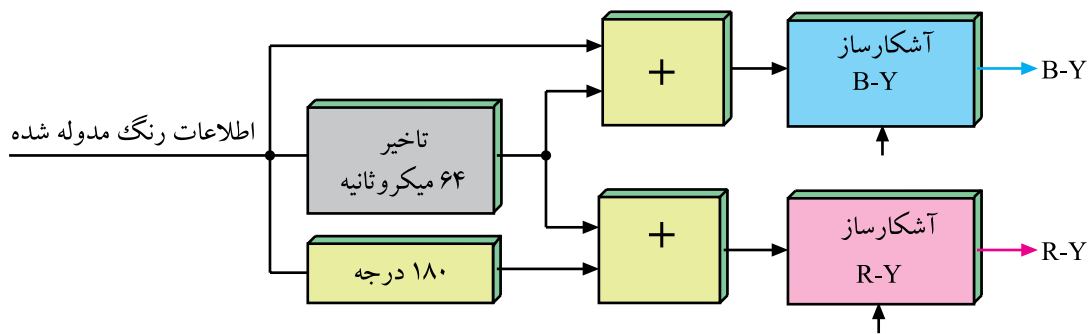 اطلاعات رنگ مدوله شده
تاخیر
۶۴ میکروثانیه
۱۸۰ درجه
+
+
آشکارساز
B-Y
B-Y
آشکارساز
R-Y
R-Y